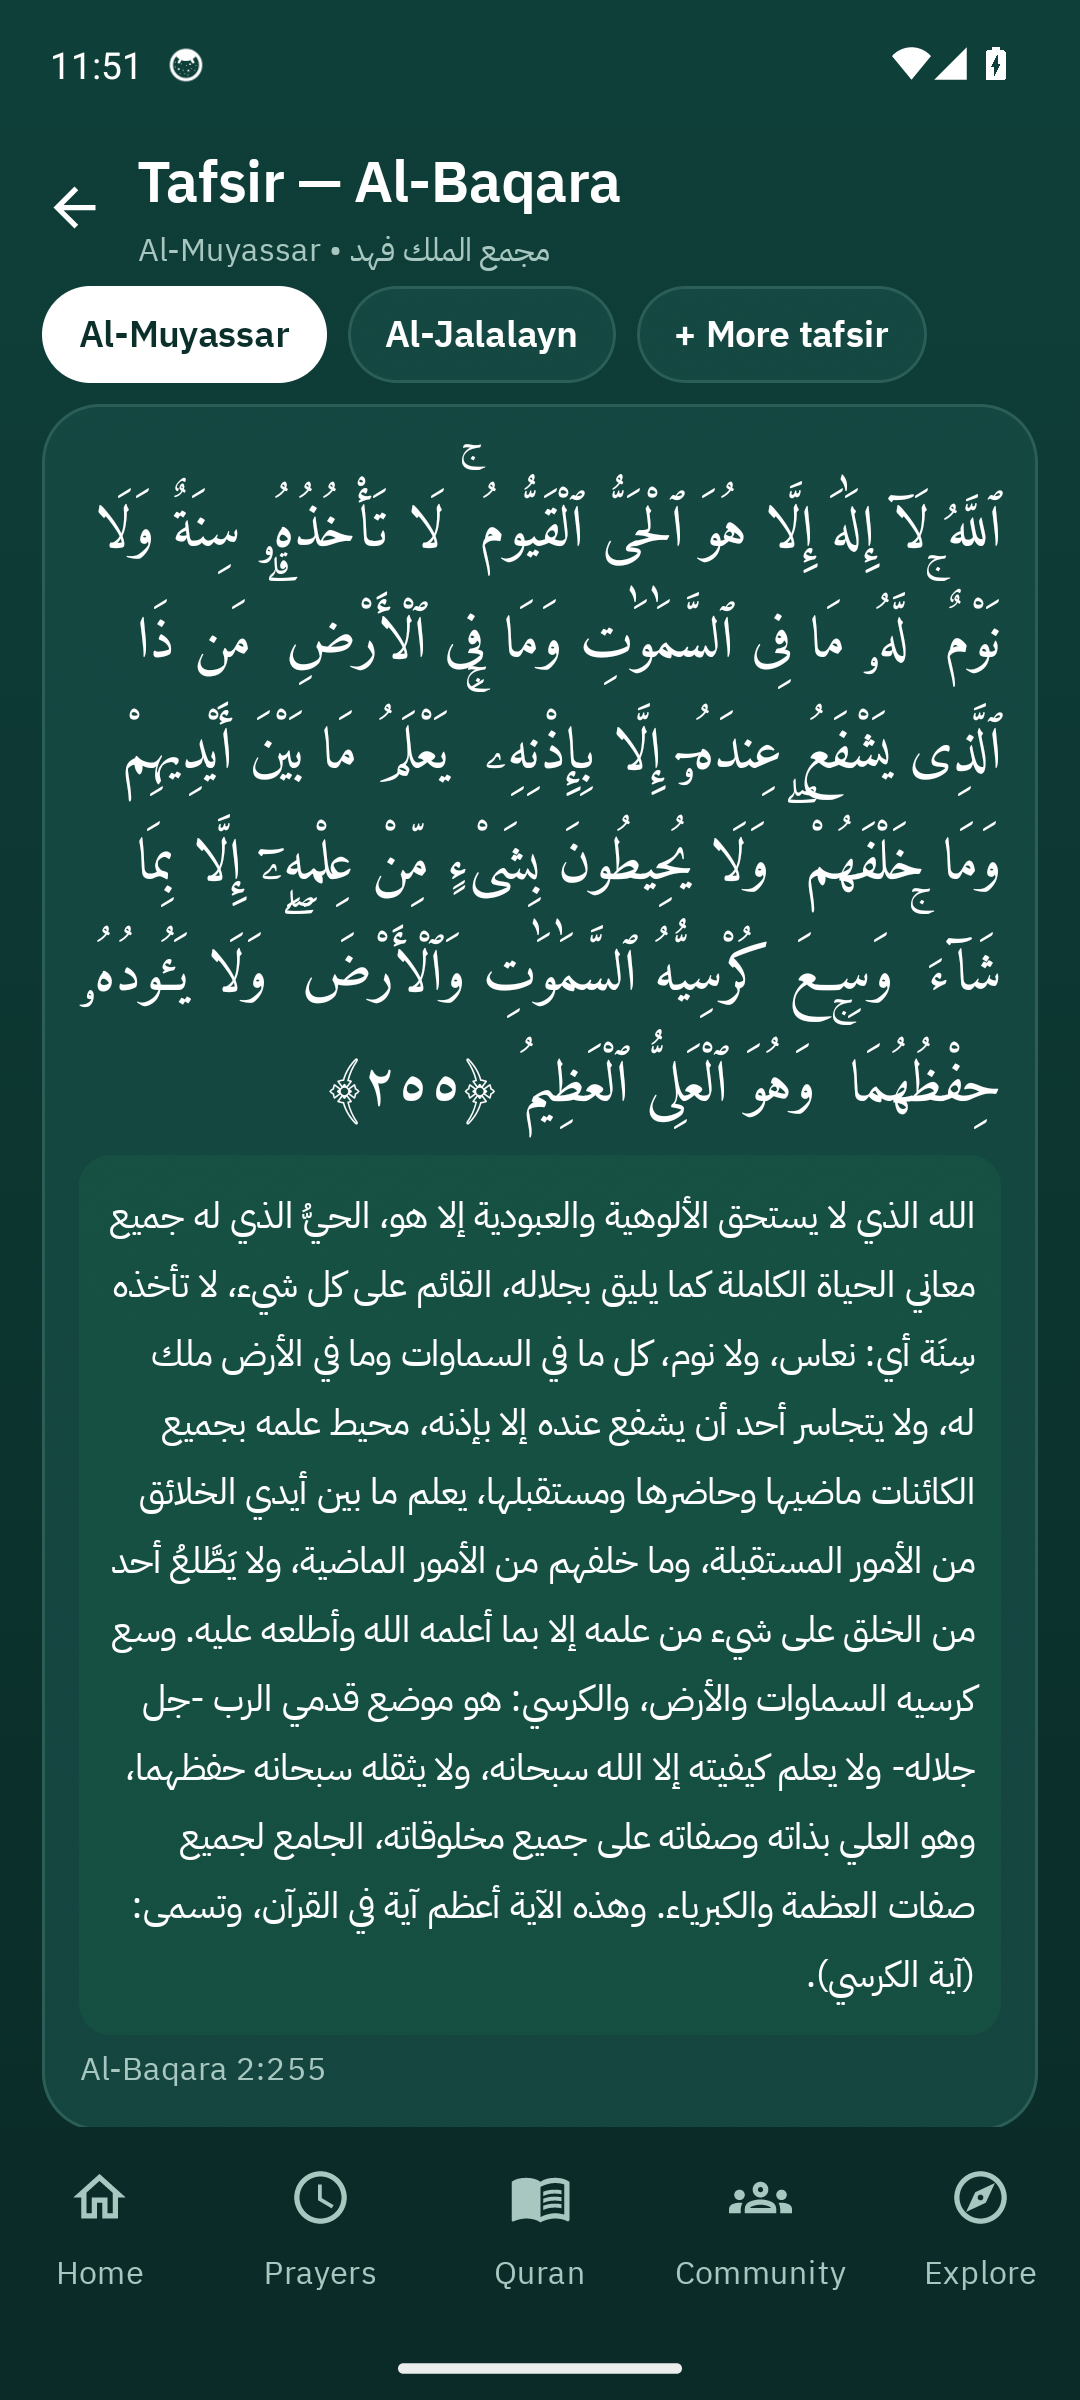 11:51
Tafsir — Al-Baqara
Al-Muyassar • مجمع الملك فهد
Al-Muyassar
Al-Jalalayn
+ More tafsir
ٱللَّهُ لَآ إِلَٰهَ إِلَّا هُوَ ٱلْحَىُّ ٱلْقَيُّومُ ۚ لَا تَأْخُذُهُۥ سِنَةٌ وَلَا
نَوْمٌ ۚ لَّهُۥ مَا فِى ٱلسَّمَٰوَٰتِ وَمَا فِى ٱلْأَرْضِ ۗ مَن ذَا
ٱلَّذِى يَشْفَعُ عِندَهُۥٓ إِلَّا بِإِذْنِهِۦ ۚ يَعْلَمُ مَا بَيْنَ أَيْدِيهِمْ
وَمَا خَلْفَهُمْ ۖ وَلَا يُحِيطُونَ بِشَىْءٍ مِّنْ عِلْمِهِۦٓ إِلَّا بِمَا
شَآءَ ۚ وَسِعَ كُرْسِيُّهُ ٱلسَّمَٰوَٰتِ وَٱلْأَرْضَ ۖ وَلَا يَـُٔودُهُۥ
حِفْظُهُمَا ۚ وَهُوَ ٱلْعَلِىُّ ٱلْعَظِيمُ ﴿٢٥٥﴾
الله الذي لا يستحق الألوهية والعبودية إلا هو، الحيُّ الذي له جميع
معاني الحياة الكاملة كما يليق بجلاله، القائم على كل شيء، لا تأخذه
سِنَة أي: نعاس، ولا نوم، كل ما في السماوات وما في الأرض ملك
له، ولا يتجاسر أحد أن يشفع عنده إلا بإذنه، محيط علمه بجميع
الكائنات ماضيها وحاضرها ومستقبلها، يعلم ما بين أيدي الخلائق
من الأمور المستقبلة، وما خلفهم من الأمور الماضية، ولا يَطَّلعُ أحد
من الخلق على شيء من علمه إلا بما أعلمه الله وأطلعه عليه. وسع
كرسيه السماوات والأرض، والكرسي: هو موضع قدمي الرب -جل
جلاله- ولا يعلم كيفيته إلا الله سبحانه، ولا يثقله سبحانه حفظهما،
وهو العلي بذاته وصفاته على جميع مخلوقاته، الجامع لجميع
صفات العظمة والكبرياء. وهذه الآية أعظم آية في القرآن، وتسمى:
(آية الكرسي).
Al-Baqara 2:255
Home
Prayers
Quran
Community
Explore